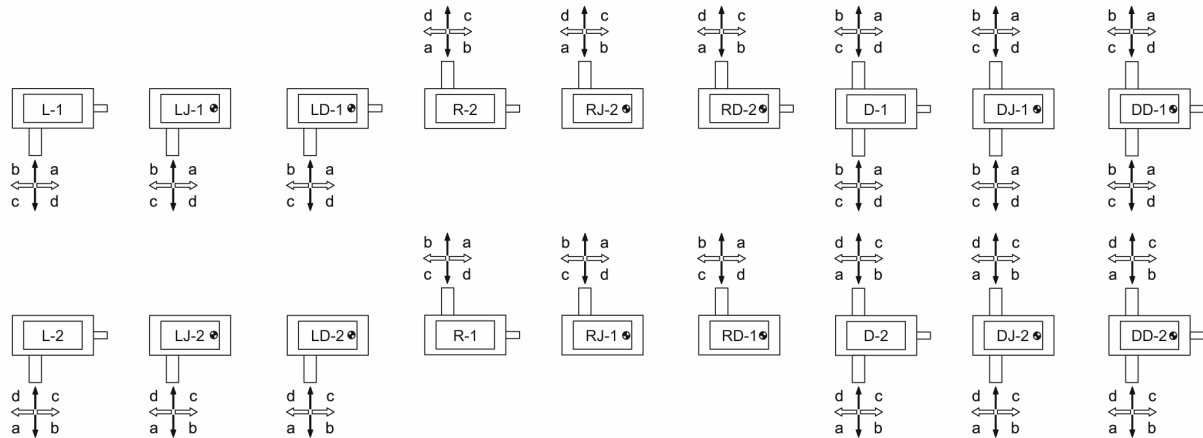 d c d c d c b a b a b a
a b a b a b c d c d c d
L-1 LJ-1 LD-1 R-2 RJ-2 RD-2 D-1 DJ-1 DD-1
b a b a b a b a b a b a
c d c d c d c d c d c d
b a b a b a d c d c d c
c d c d c d a b a b a b
L-2 LJ-2 LD-2 R-1 RJ-1 RD-1 D-2 DJ-2 DD-2
d c d c d c d c d c d c
a b a b a b a b a b a b